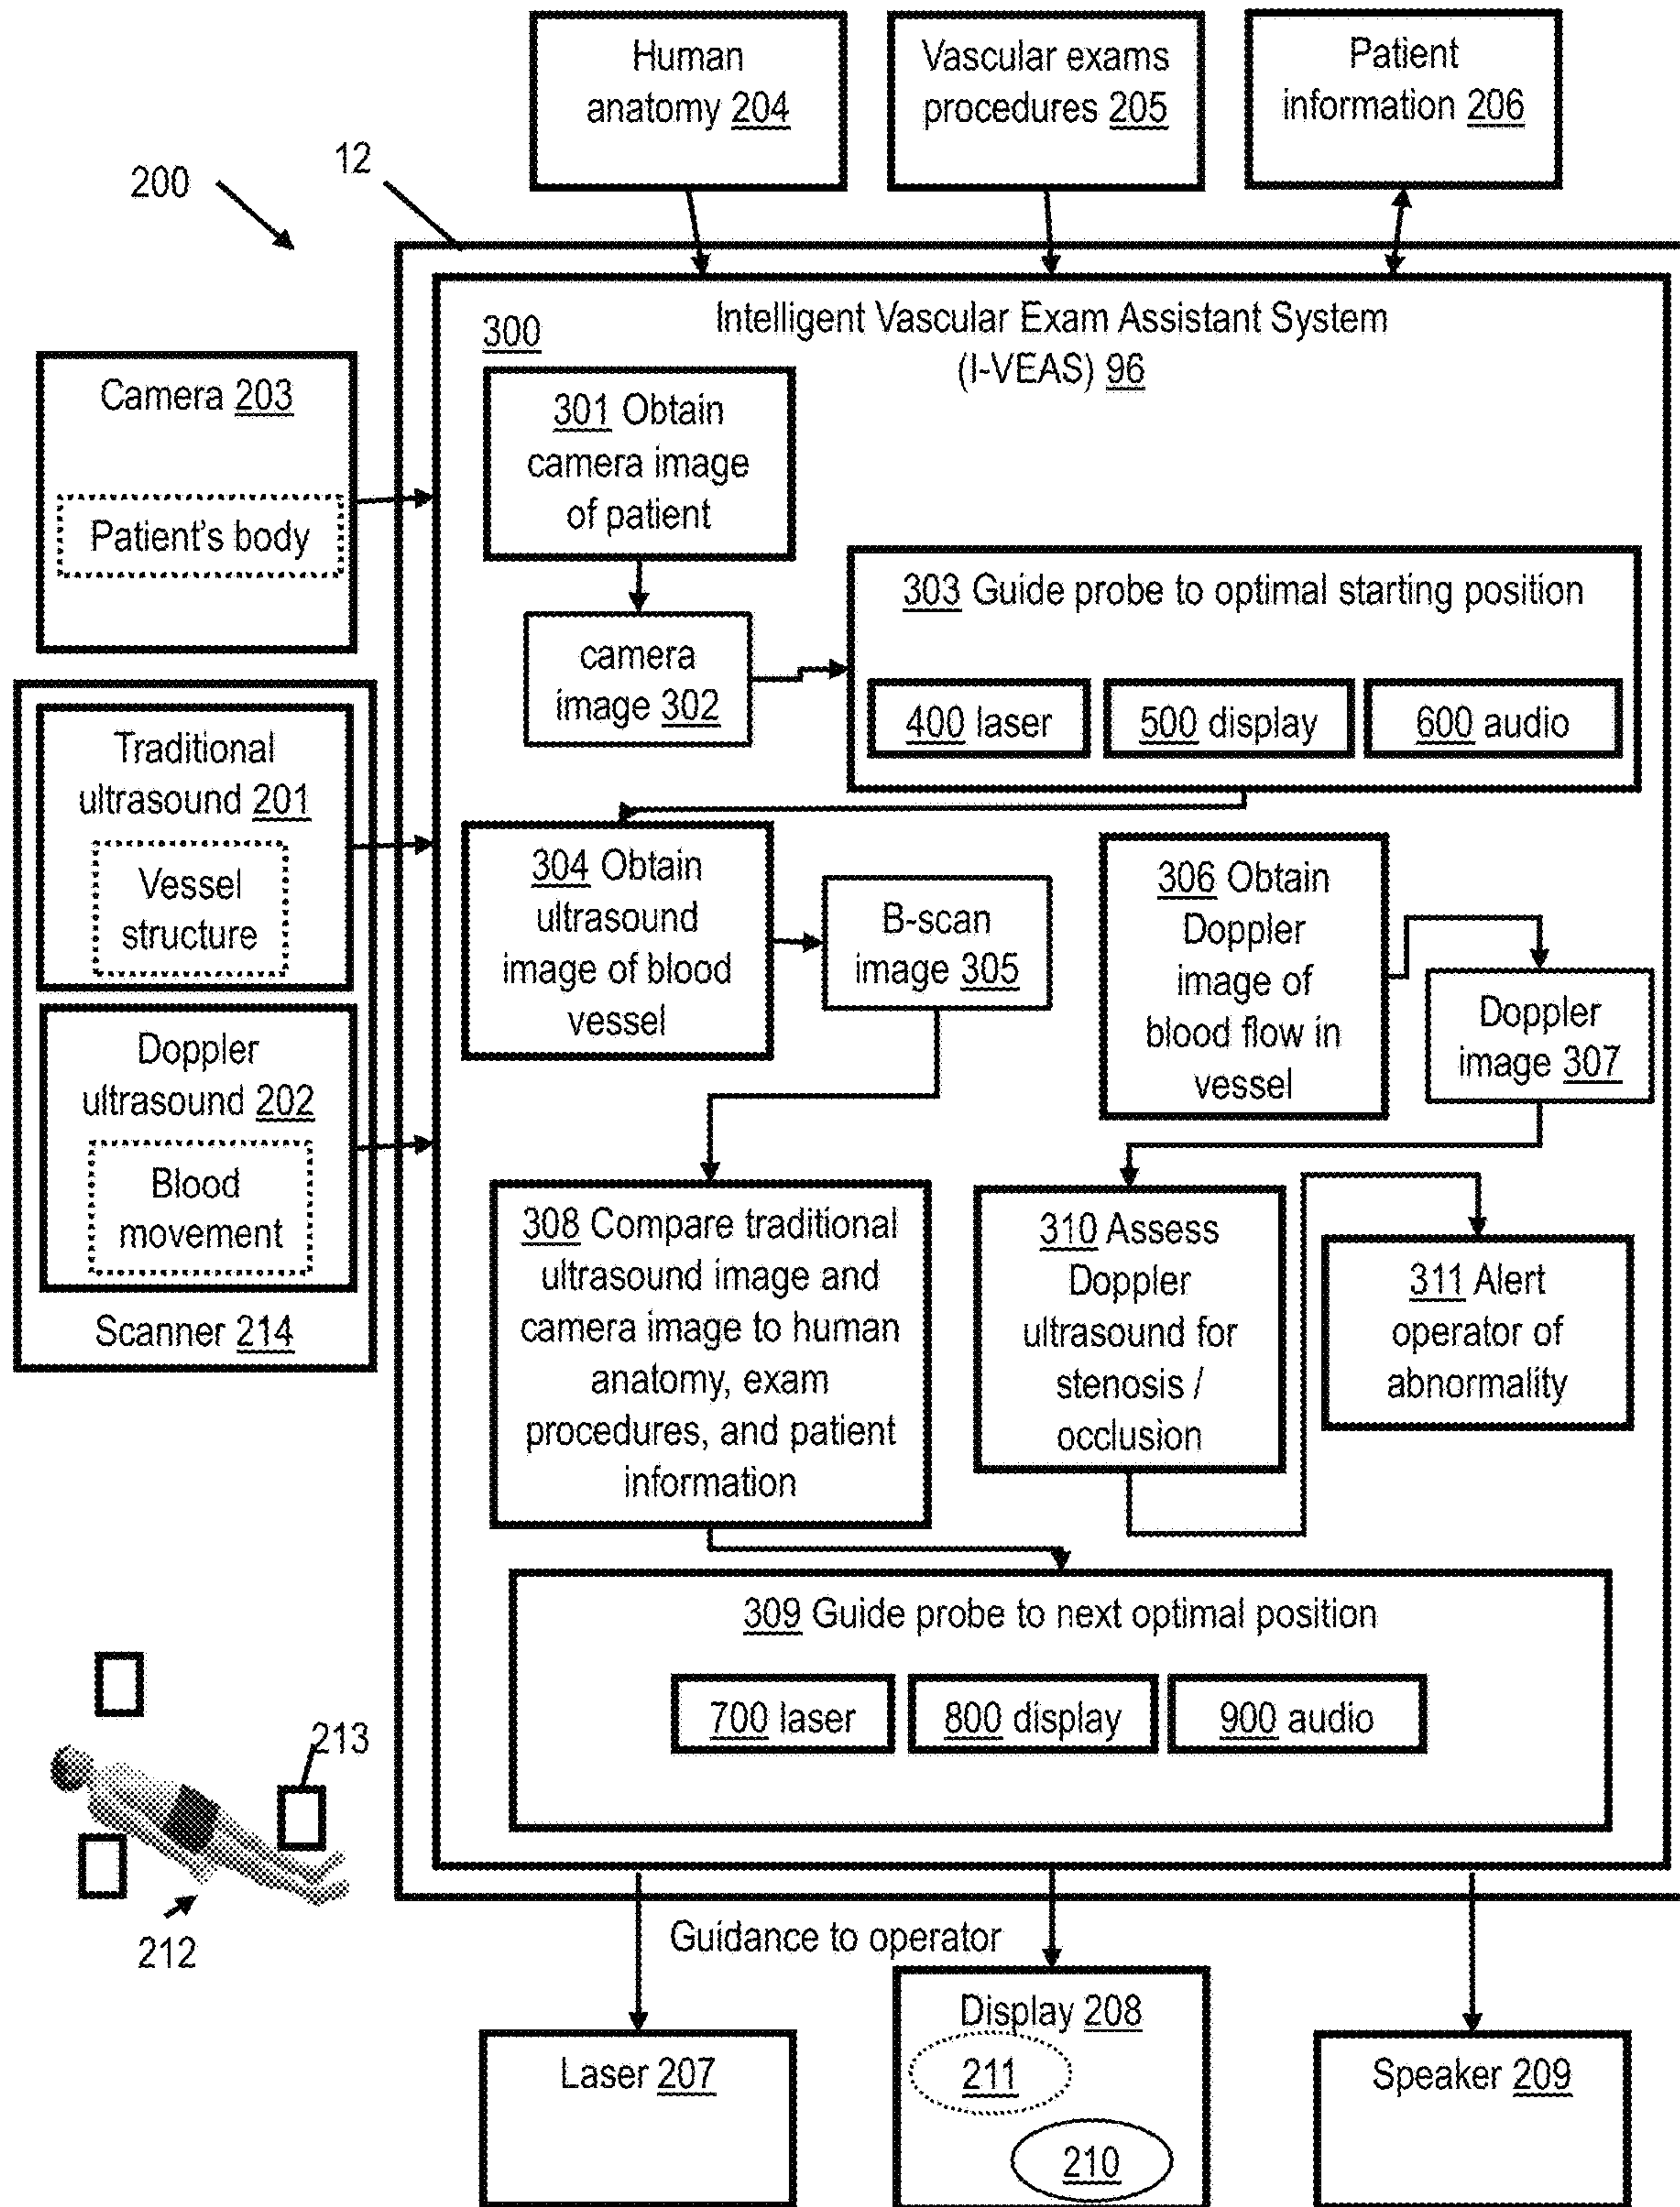 Human
anatomy 204
Vascular exams
procedures 205
Patient
information 206
200
12
Camera 203
Patient's body
Traditional
ultrasound 201
Vessel
structure
Doppler
ultrasound 202
Blood
movement
Scanner 214
300
Intelligent Vascular Exam Assistant System
(I-VEAS) 96
301 Obtain
camera image
of patient
camera
image 302
303 Guide probe to optimal starting position
400 laser
500 display
600 audio
304 Obtain
ultrasound
image of blood
vessel
B-scan
image 305
306 Obtain
Doppler
image of
blood flow in
vessel
Doppler
image 307
308 Compare traditional
ultrasound image and
camera image to human
anatomy, exam
procedures, and patient
information
310 Assess
Doppler
ultrasound for
stenosis /
occlusion
311 Alert
operator of
abnormality
309 Guide probe to next optimal position
700 laser
800 display
900 audio
213
212
Guidance to operator
Laser 207
Display 208
211
210
Speaker 209